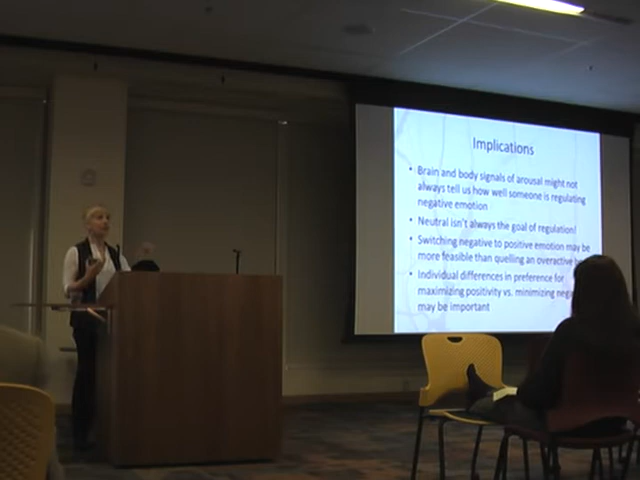 Implications
• Brain and body signals of arousal might not
always tell us how well someone is regulating
negative emotion
• Neutral isn't always the goal of regulation!
• Switching negative to positive emotion may be
more feasible than quelling an overactive
• Individual differences in preference for
maximizing positivity vs. minimizing
may be important